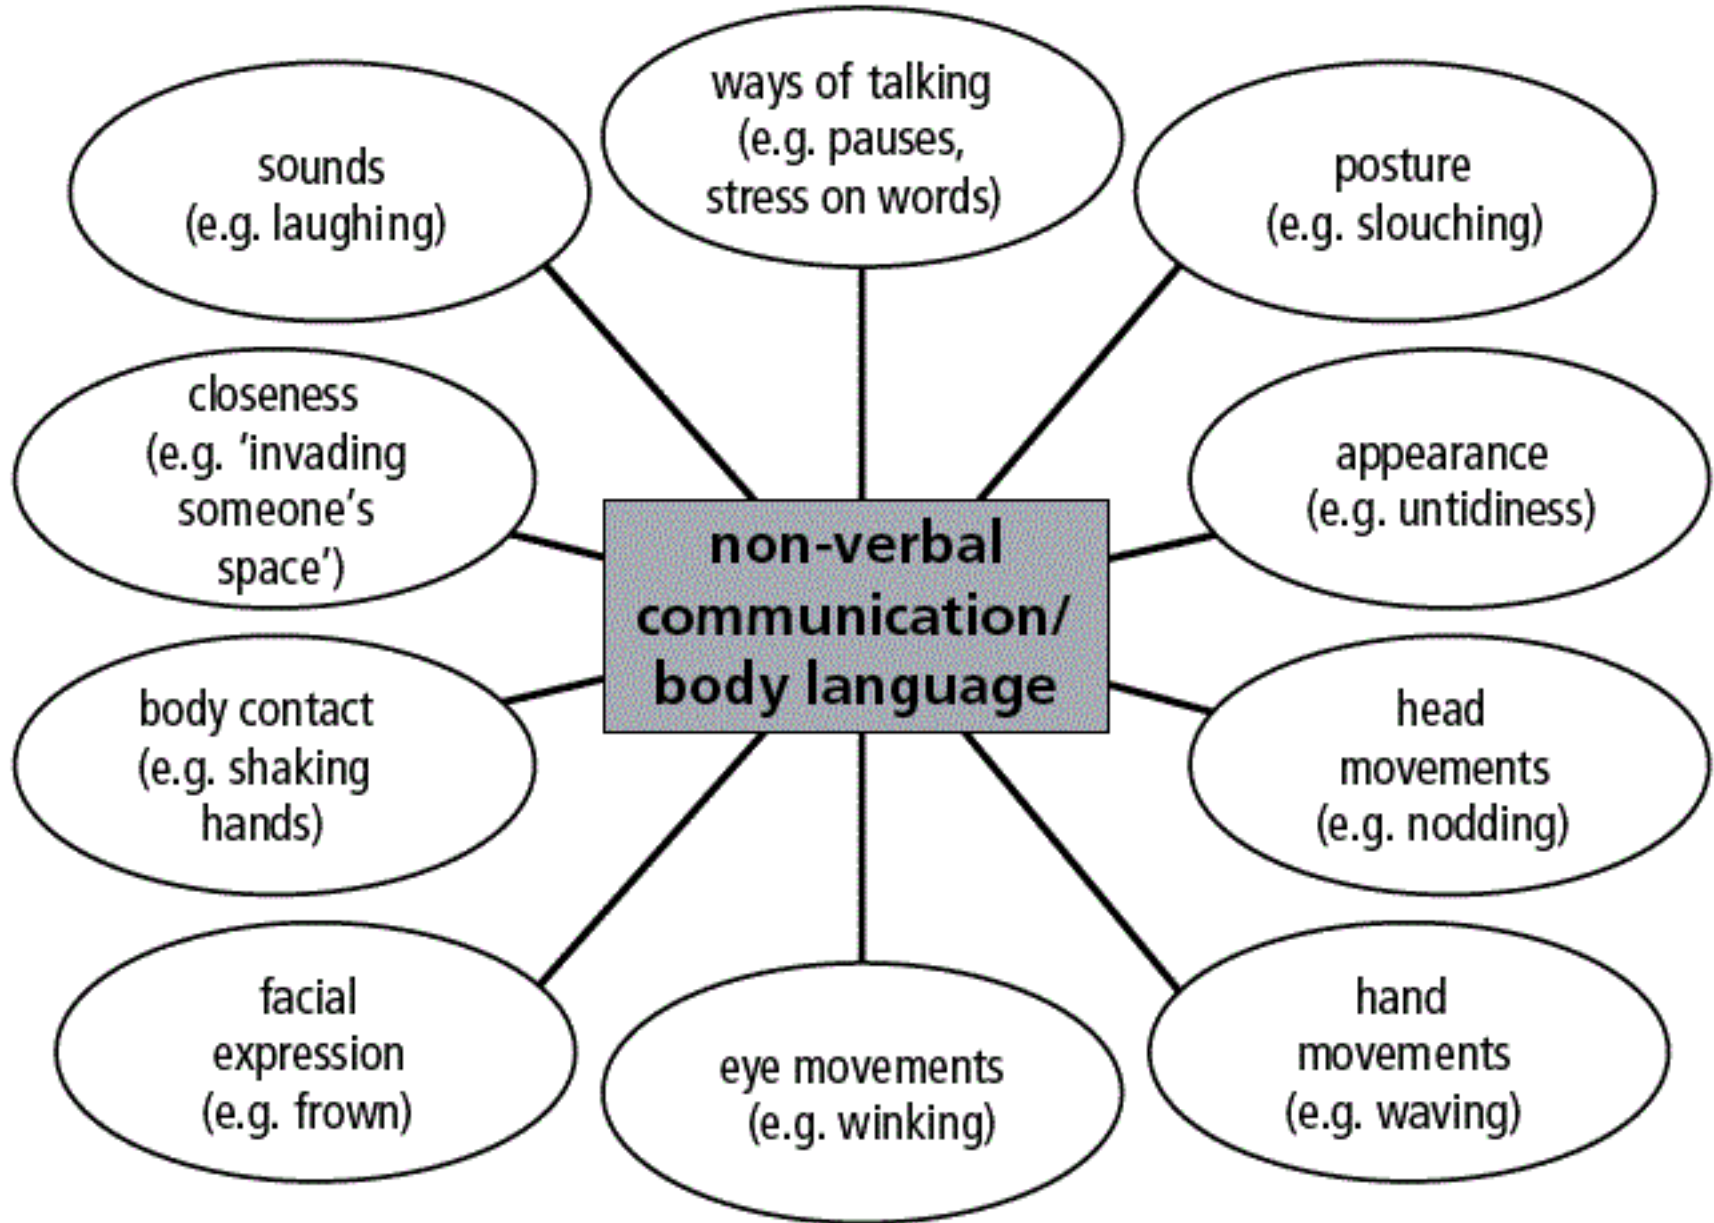 ways of talking
(e.g. pauses,
stress on words)
sounds
(e.g. laughing)
posture
(e.g. slouching)
closeness
(e.g. ‘invading
someone’s
space’)
appearance
(e.g. untidiness)
non-verbal
communication/
body language
body contact
(e.g. shaking
hands)
head
movements
(e.g. nodding)
facial
expression
(e.g. frown)
eye movements
(e.g. winking)
hand
movements
(e.g. waving)